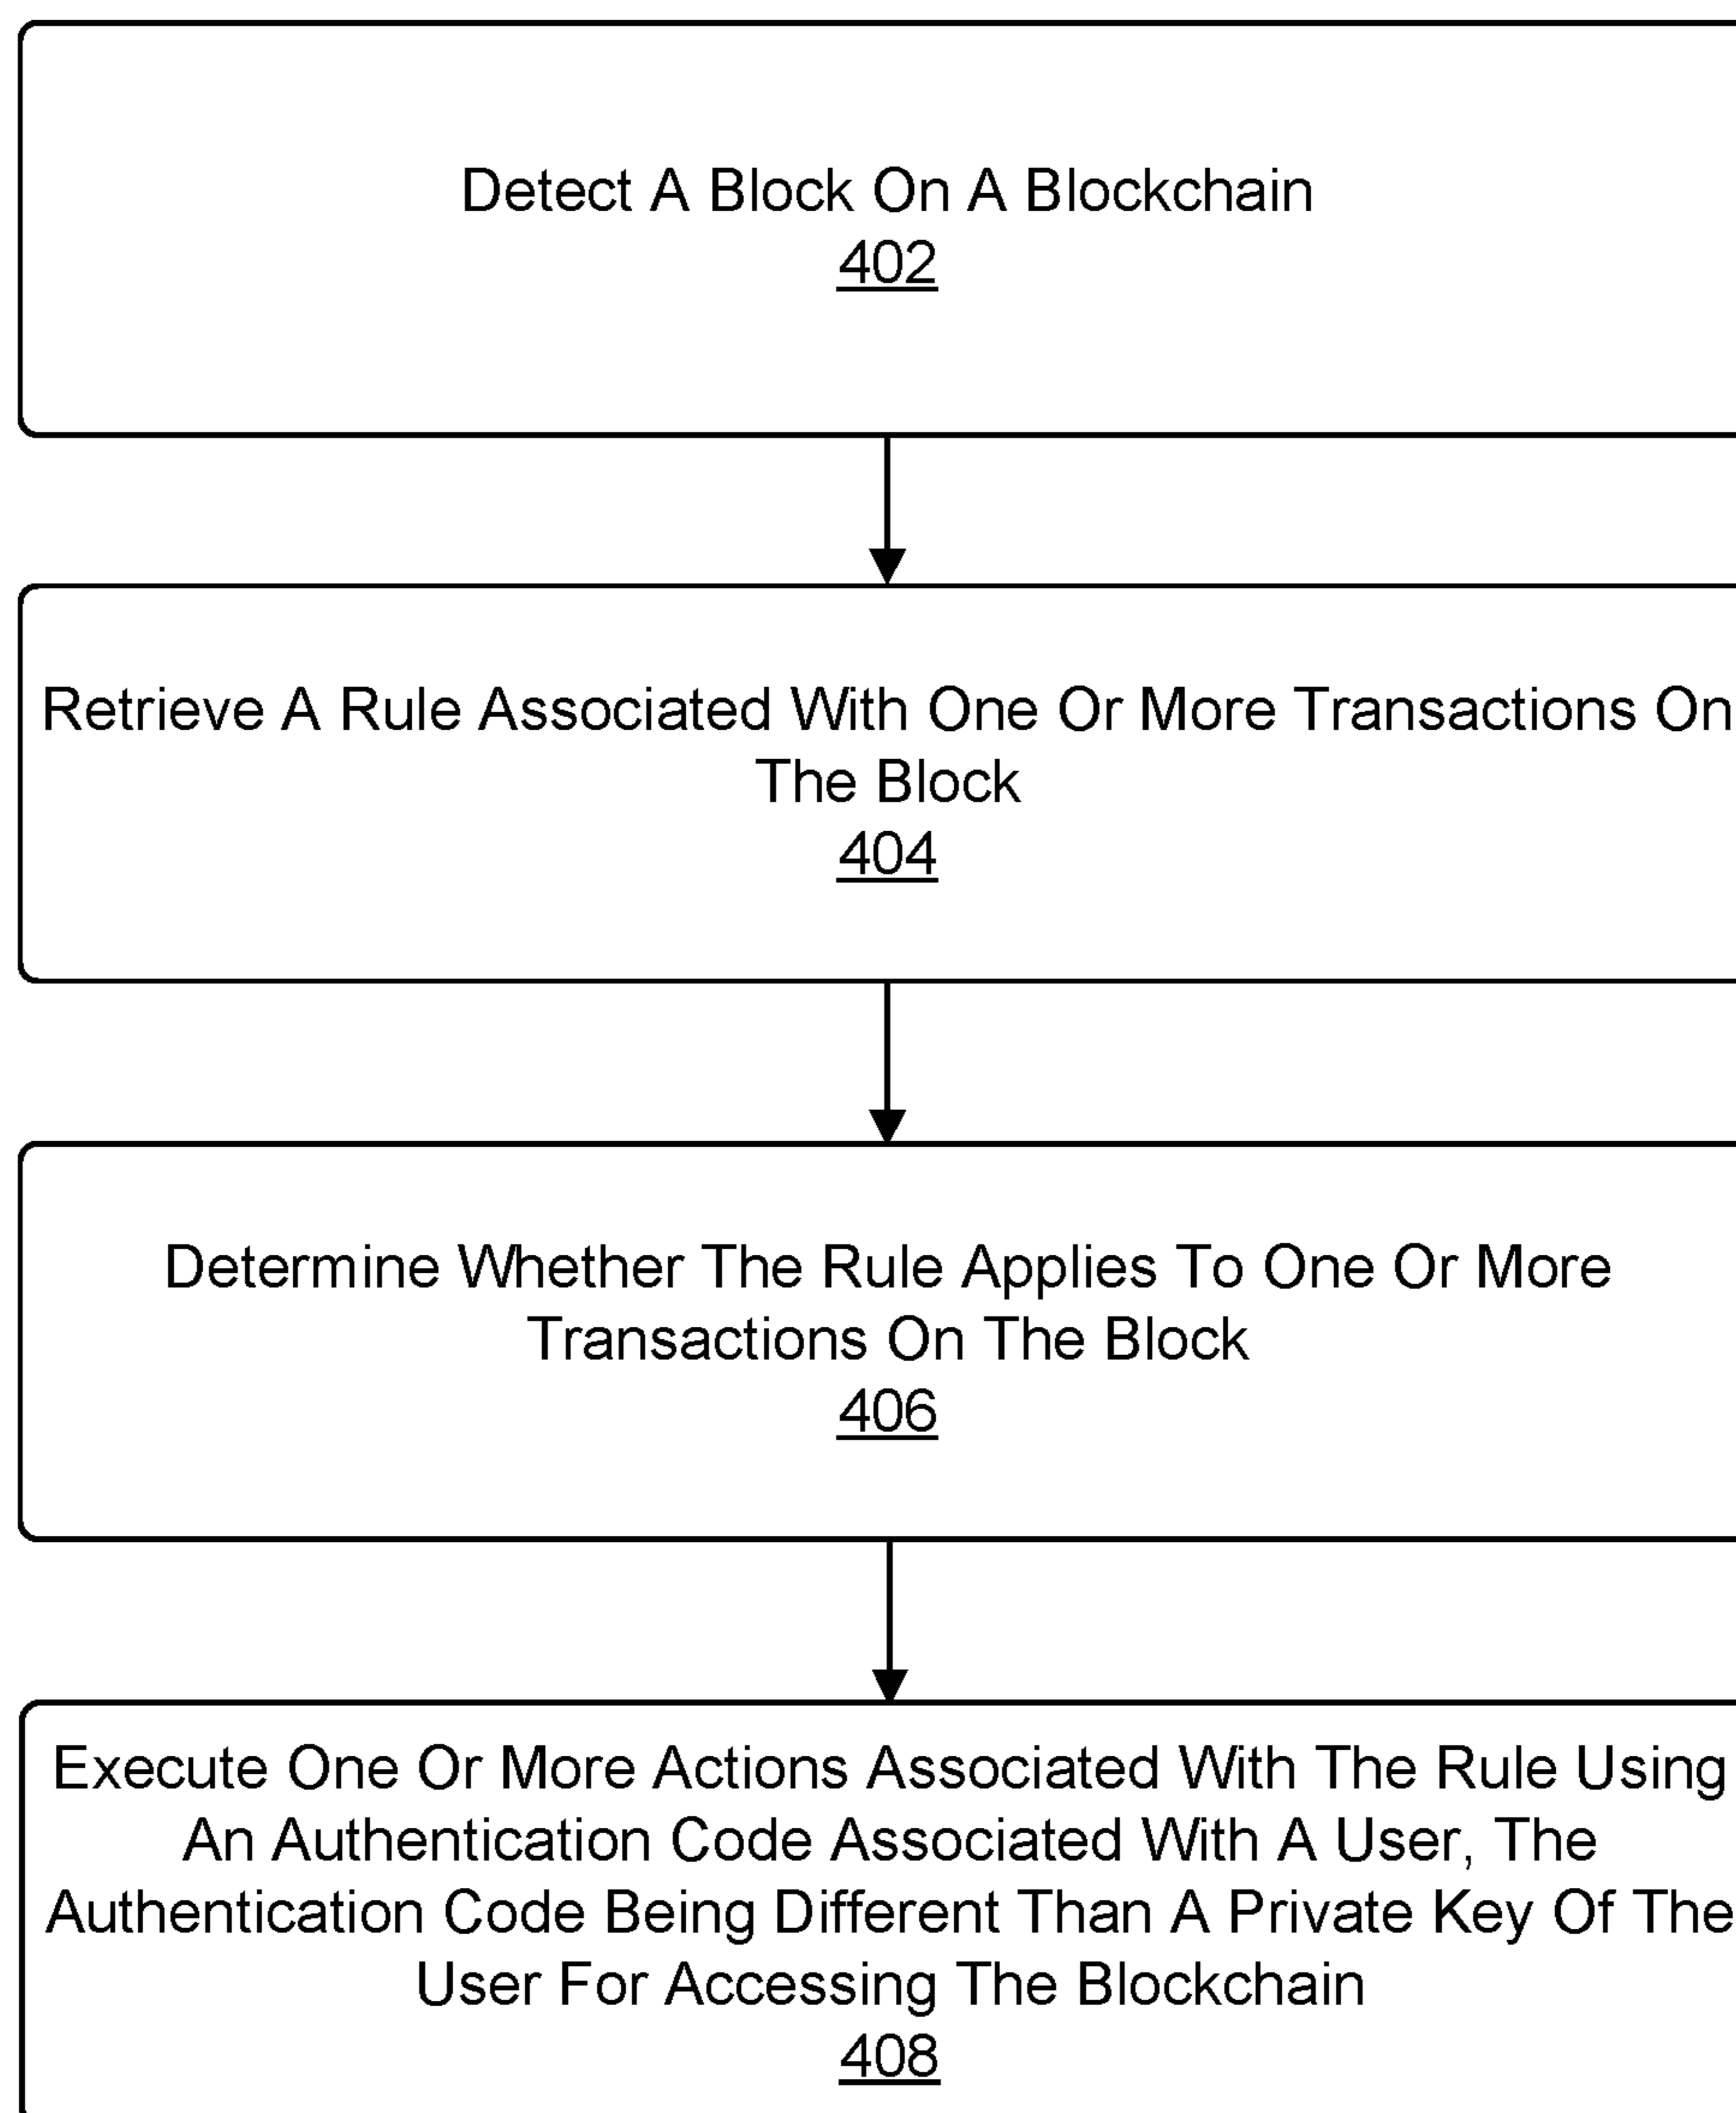 Detect A Block On A Blockchain
402
Retrieve A Rule Associated With One Or More Transactions On
The Block
404
Determine Whether The Rule Applies To One Or More
Transactions On The Block
406
Execute One Or More Actions Associated With The Rule Using
An Authentication Code Associated With A User, The
Authentication Code Being Different Than A Private Key Of The
User For Accessing The Blockchain
408